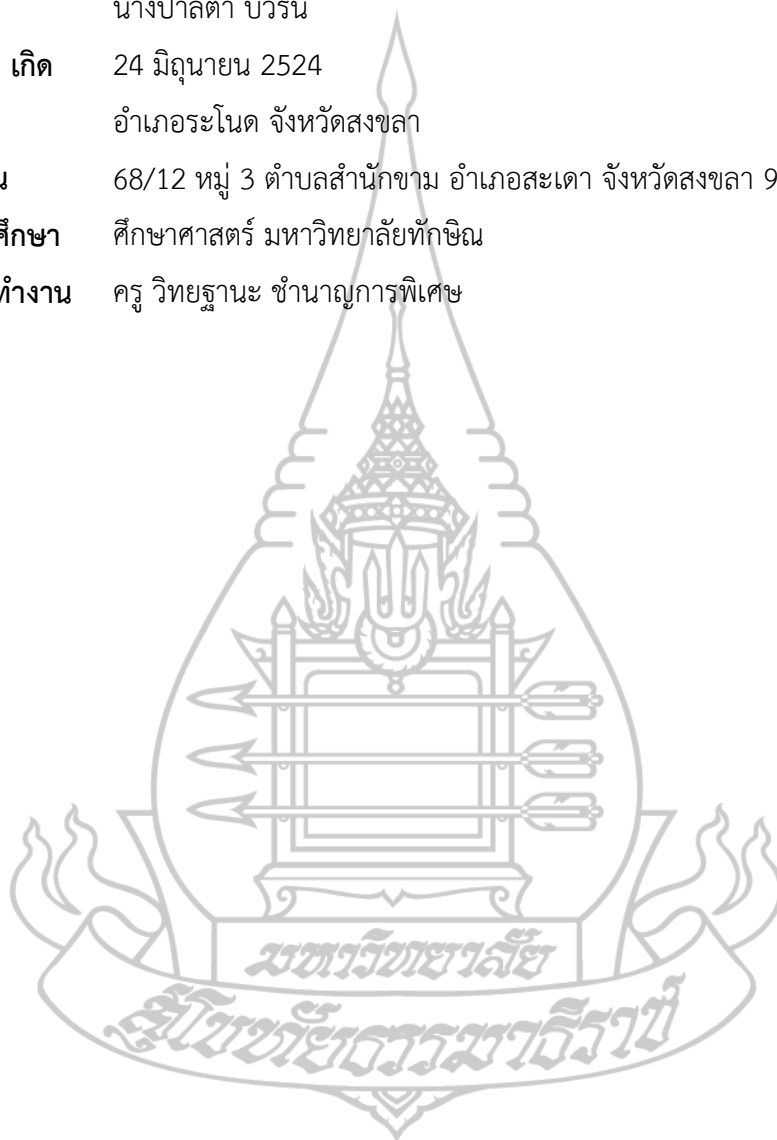 เกิด 24 มิถุนายน 2524
อำเภอระโนด จังหวัดสงขลา
68/12 หมู่ 3 ตำบลสำนักขาม อำเภอสะเดา จังหวัดสงขลา 9
ศึกษา ศึกษาศาสตร์ มหาวิทยาลัยทักษิณ
ทำงาน ครู วิทยฐานะ ชำนาญการพิเศษ
มหาวิทยาลัย
สุโขทัยธรรมาธิราช